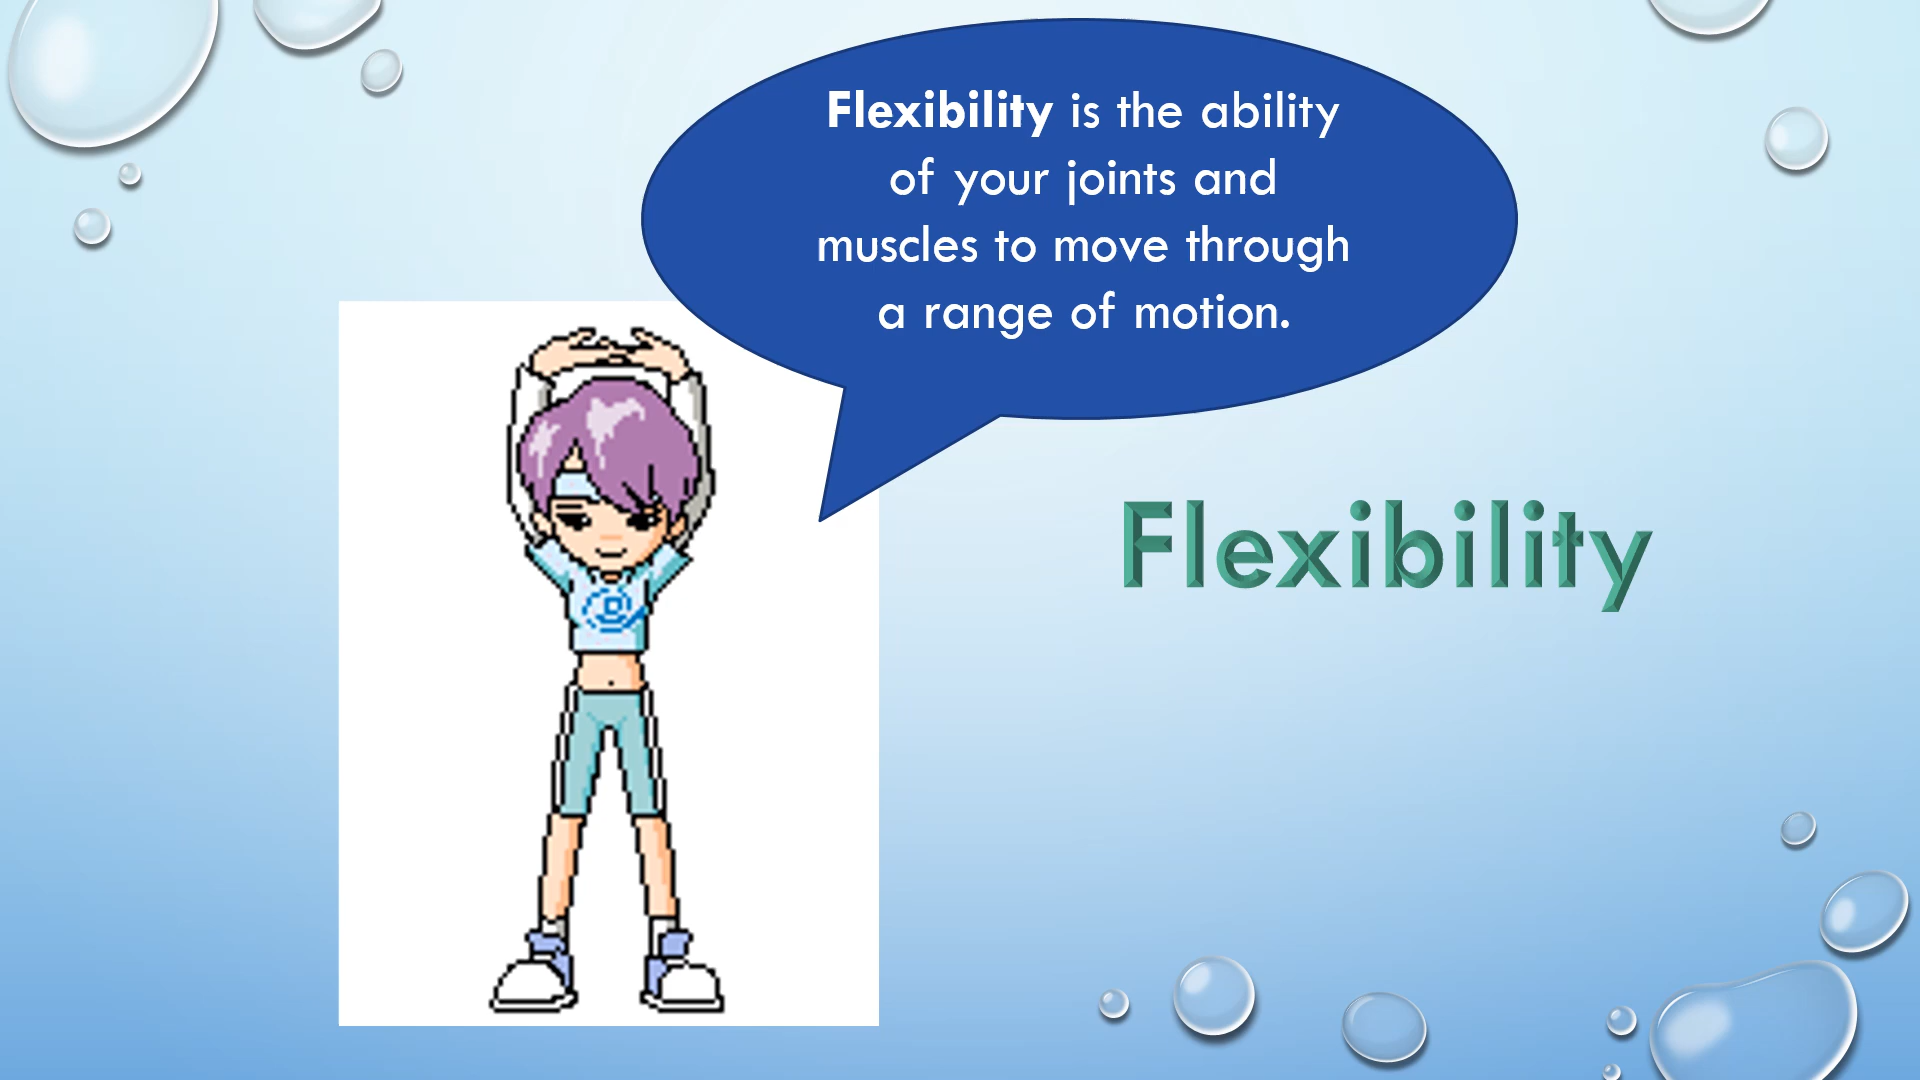 Flexibility is the ability
of your joints and
muscles to move through
a range of motion.
Flexibility